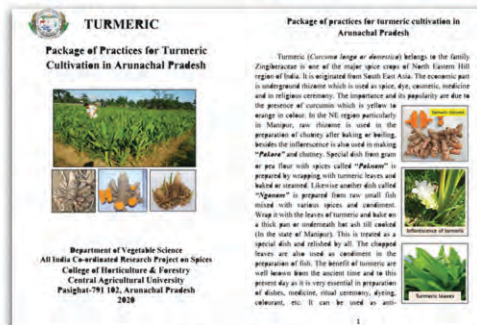 TURMERIC
Package of Practices for Turmeric
Cultivation in Arunachal Pradesh
Department of Vegetable Science
All India Co-ordinated Research Project on Spices
College of Horticulture & Forestry
Central Agricultural University
Pasighat-791 102, Arunachal Pradesh
2020
Package of practices for turmeric cultivation in
Arunachal Pradesh
Turmeric (Curcuma longa or domestica) belongs to the family
Zingiberaceae is one of the major spice crops of North Eastern Hill
region of India. It is originated from South East Asia. The economic part
is underground rhizome which is used as spice, dye, cosmetic, medicine
and in religious ceremony. The importance and its popularity are due to
the presence of curcumin which is yellow to
orange in colour. In the NE region particularly
in Manipur, raw rhizome is used in the
preparation of chutney after baking or boiling,
besides the inflorescence is also used in making
"Pakora" and chutney. Special dish from gram
or pea flour with spices called "Paknam" is
prepared by wrapping with turmeric leaves and
baked or steamed. Likewise another dish called
"Nganam" is prepared from raw small fish
mixed with various spices and condiment.
Wrap it with the leaves of turmeric and bake on
a thick pan or underneath hot ash till cooked
(In the state of Manipur). This is treated as a
special dish and relished by all. The chopped
leaves are also used as condiment in the
preparation of fish. The benefit of turmeric are
well known from the ancient time and to this
present day as it is very essential in preparation
of dishes, medicine, ritual ceremony, dyeing,
colourant, etc. It can be used as anti-
Turmeric rhizomes
Inflorescence of turmeric
Turmeric leaves
1